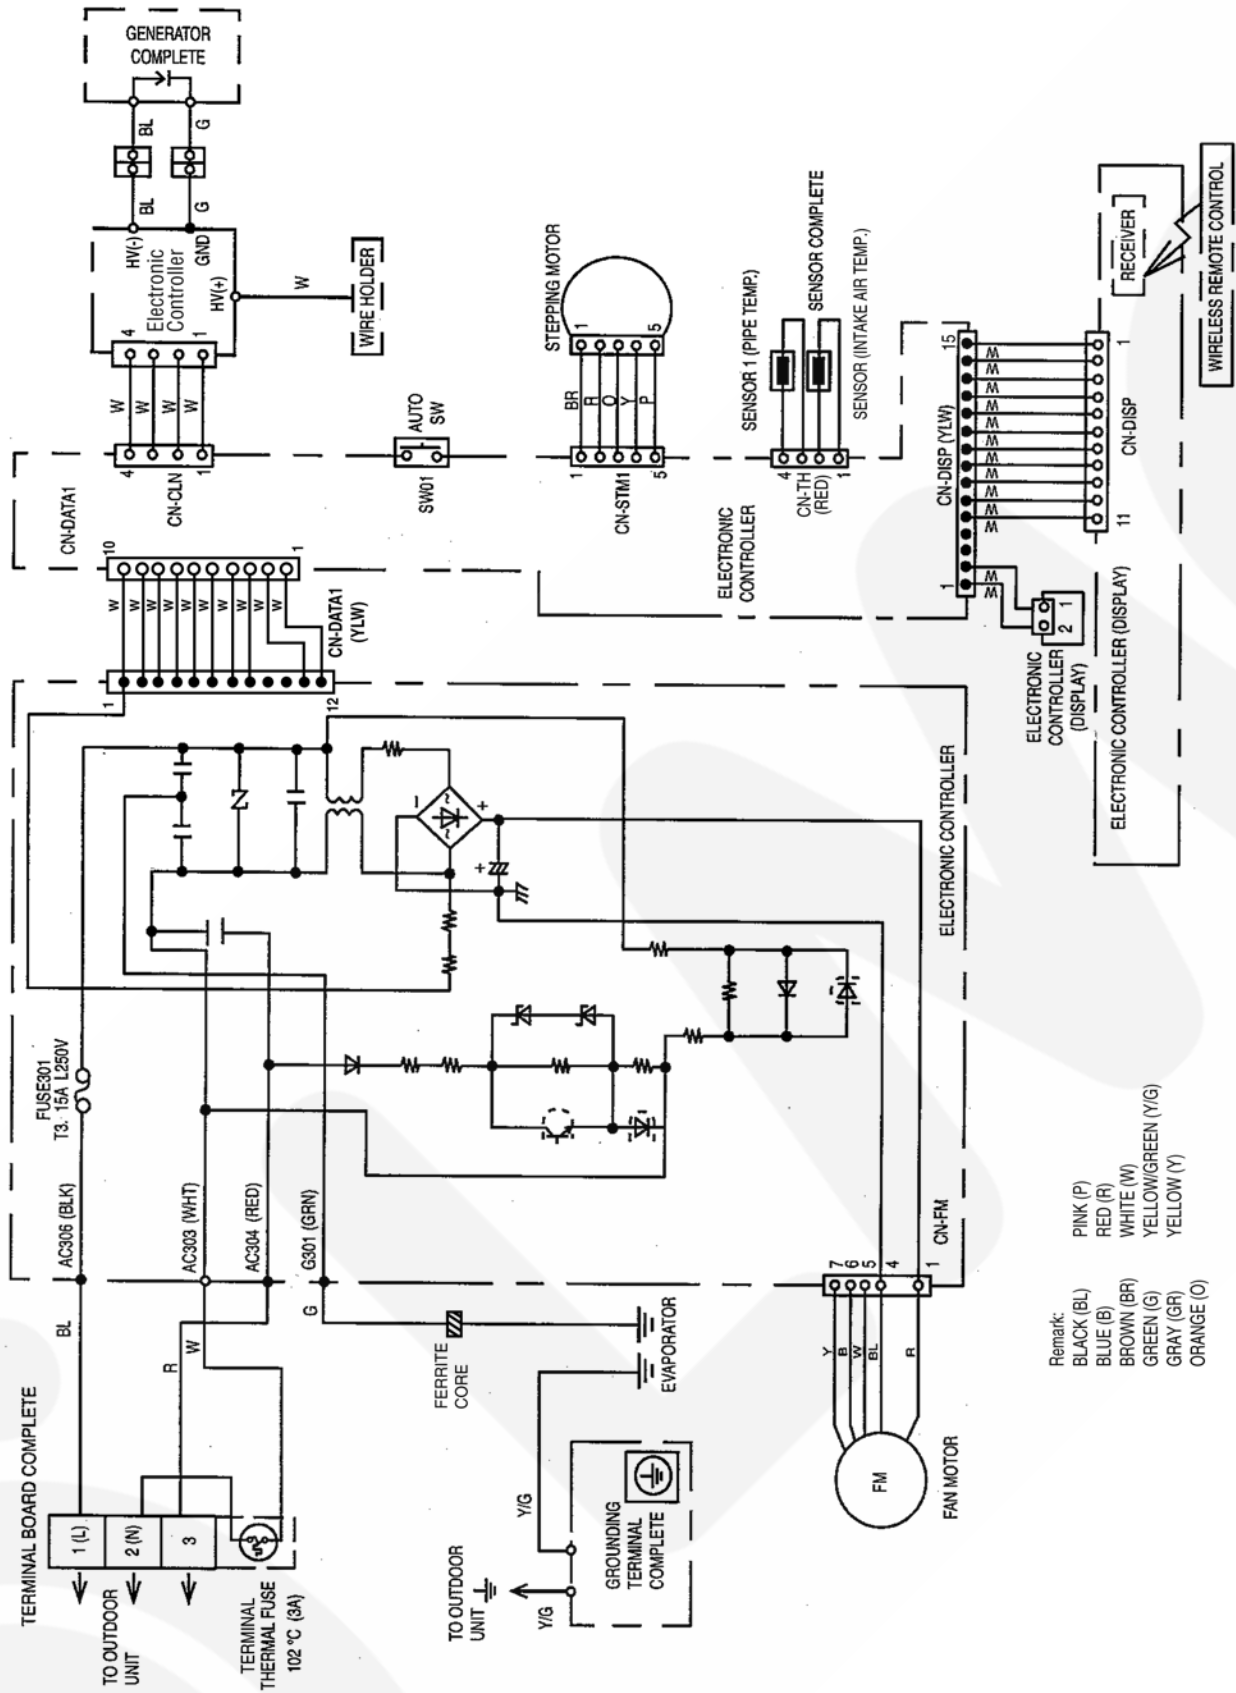 GENERATOR
COMPLETE
BL
G
BL
G
HV(-)
GND
HV(+)
Electronic
Controller
4
1
W
WIRE HOLDER
W
W
W
W
4
1
CN-CLN
CN-DATA1
AUTO
SW
SW01
STEPPING MOTOR
1
5
BR
R
O
Y
P
1
5
CN-STM1
SENSOR 1 (PIPE TEMP.)
SENSOR COMPLETE
SENSOR (INTAKE AIR TEMP.)
4
1
CN-TH
(RED)
ELECTRONIC
CONTROLLER
10
1
W
W
W
W
W
W
W
W
W
W
CN-DATA1
(YLW)
1
12
CN-DISP (YLW)
15
1
W
W
W
W
W
W
W
W
W
W
W
W
1
11
CN-DISP
RECEIVER
WIRELESS REMOTE CONTROL
1
2
ELECTRONIC
CONTROLLER
(DISPLAY)
ELECTRONIC CONTROLLER (DISPLAY)
ELECTRONIC CONTROLLER
FUSE301
T3. 15A L250V
AC306 (BLK)
AC303 (WHT)
AC304 (RED)
G301 (GRN)
+
-
~
~
+
TERMINAL BOARD COMPLETE
1 (L)
2 (N)
3
BL
R
W
G
TO OUTDOOR
UNIT
TERMINAL
THERMAL FUSE
102 °C (3A)
FERRITE
CORE
EVAPORATOR
Y/G
GROUNDING
TERMINAL
COMPLETE
TO OUTDOOR
UNIT
Y/G
7
6
5
4
1
CN-FM
Y
B
W
BL
R
FM
FAN MOTOR
Remark:
BLACK (BL)
BLUE (B)
BROWN (BR)
GREEN (G)
GRAY (GR)
ORANGE (O)
PINK (P)
RED (R)
WHITE (W)
YELLOW/GREEN (Y/G)
YELLOW (Y)